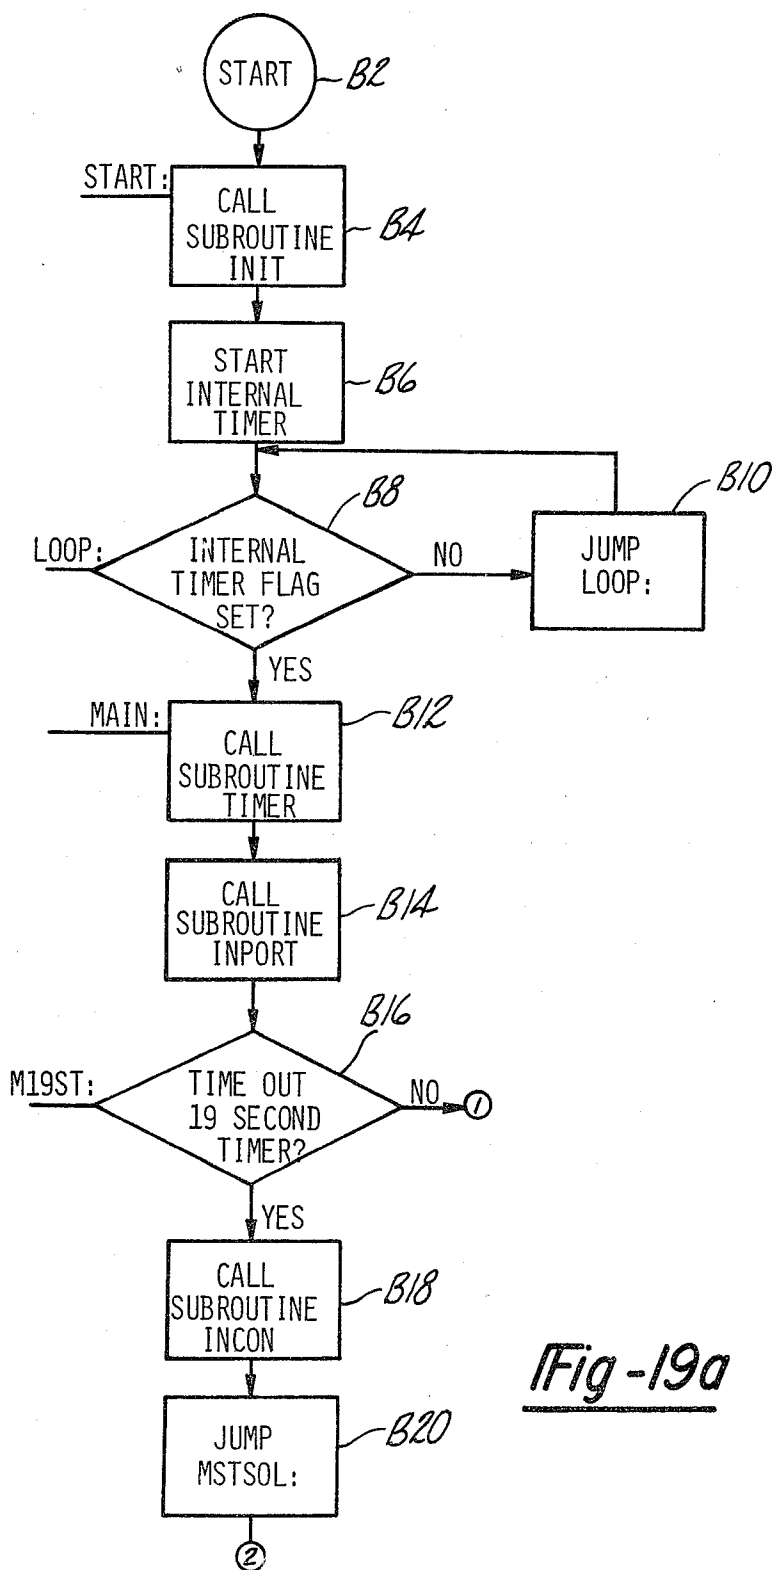 START
B2
START:
CALL
SUBROUTINE
INIT
B4
START
INTERNAL
TIMER
B6
B8
B10
LOOP:
INTERNAL
TIMER FLAG
SET?
NO
JUMP
LOOP:
YES
MAIN:
B12
CALL
SUBROUTINE
TIMER
CALL
SUBROUTINE
INPORT
B14
B16
M19ST:
TIME OUT
19 SECOND
TIMER?
NO
1
YES
CALL
SUBROUTINE
INCON
B18
Fig-19a
JUMP
MSTSOL:
B20
2